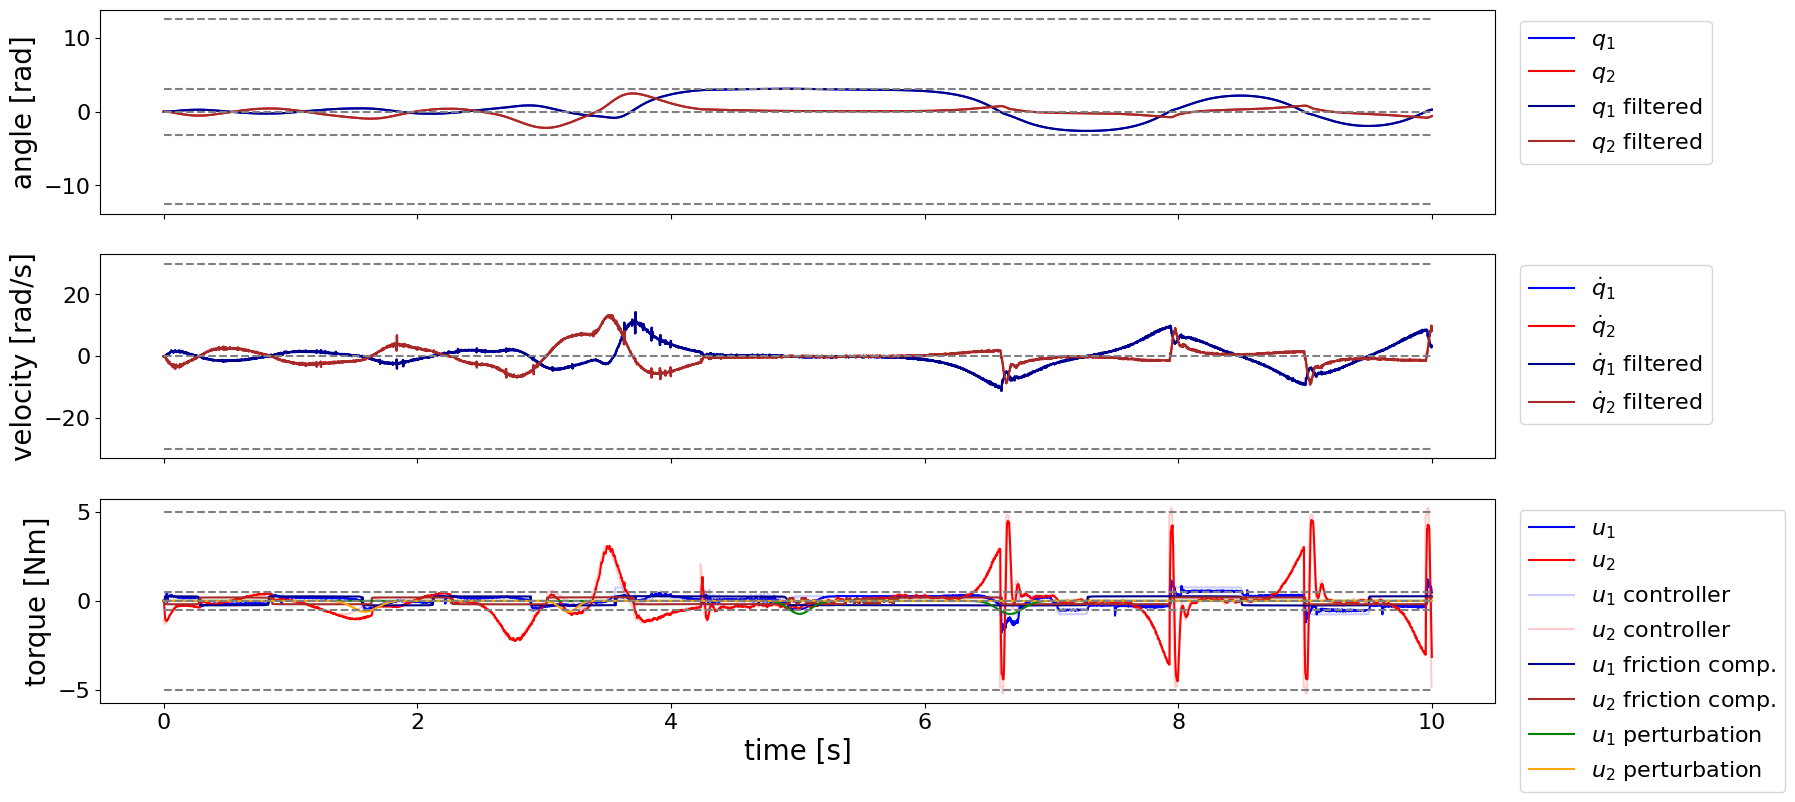 angle [rad]
10
0
−10
q₁
q₂
q₁ filtered
q₂ filtered
velocity [rad/s]
20
0
−20
q̇₁
q̇₂
q̇₁ filtered
q̇₂ filtered
torque [Nm]
5
0
−5
0 2 4 6 8 10
time [s]
u₁
u₂
u₁ controller
u₂ controller
u₁ friction comp.
u₂ friction comp.
u₁ perturbation
u₂ perturbation